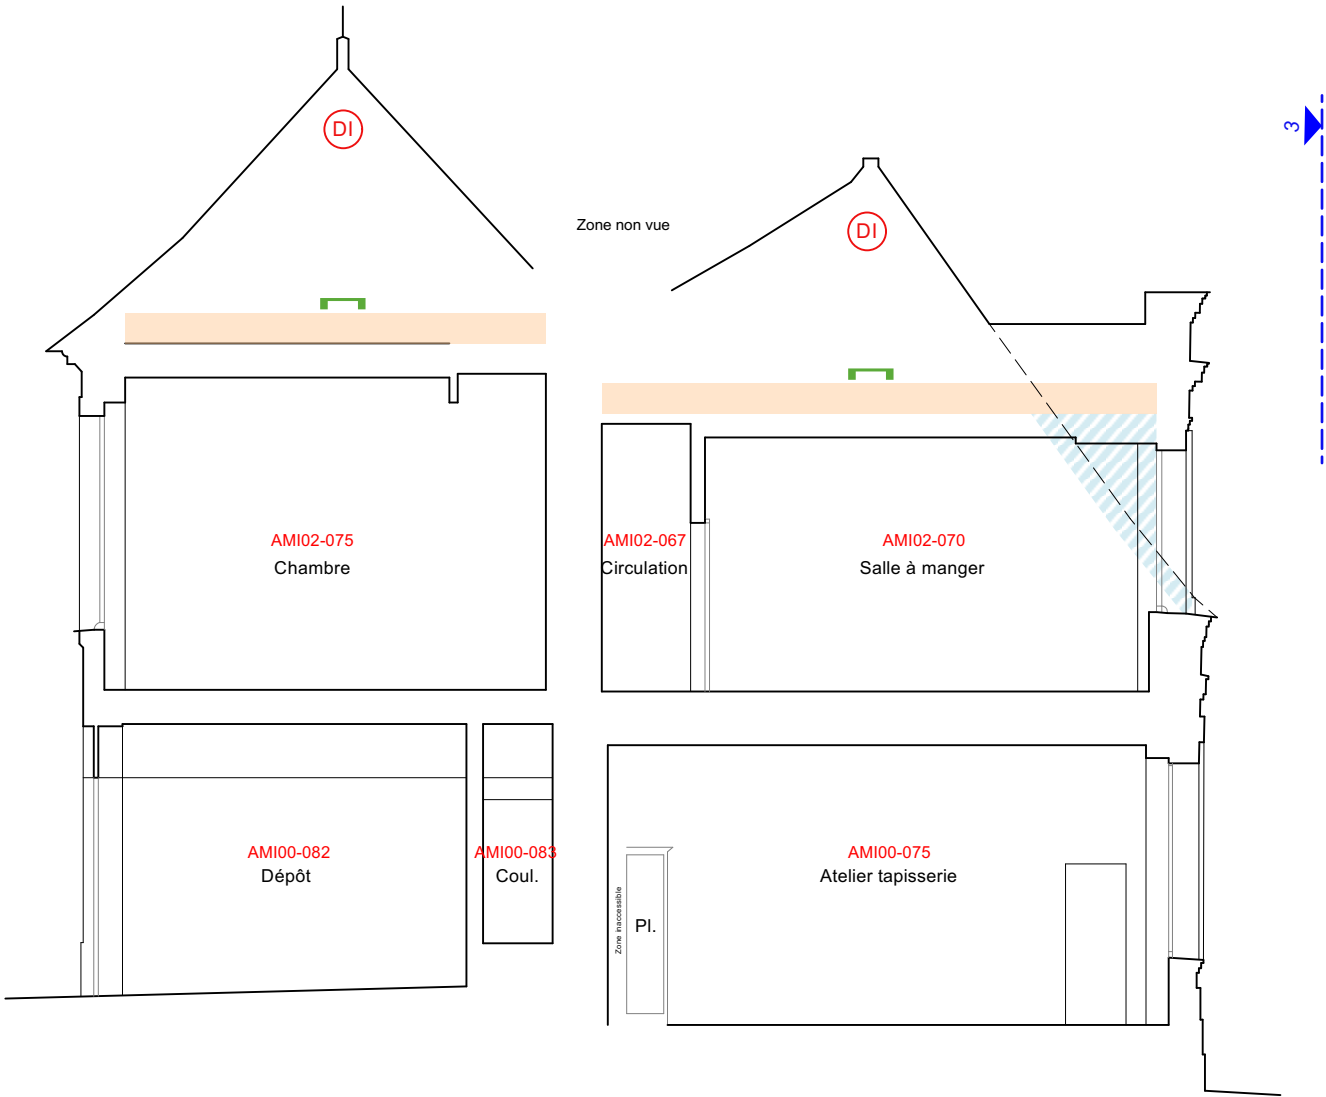 DI
3
Zone non vue
DI
AMI02-075
Chambre
AMI02-067
Circulation
AMI02-070
Salle à manger
AMI00-082
Dépôt
AMI00-083
Coul.
AMI00-075
Atelier tapisserie
Zone inaccessible
Pl.